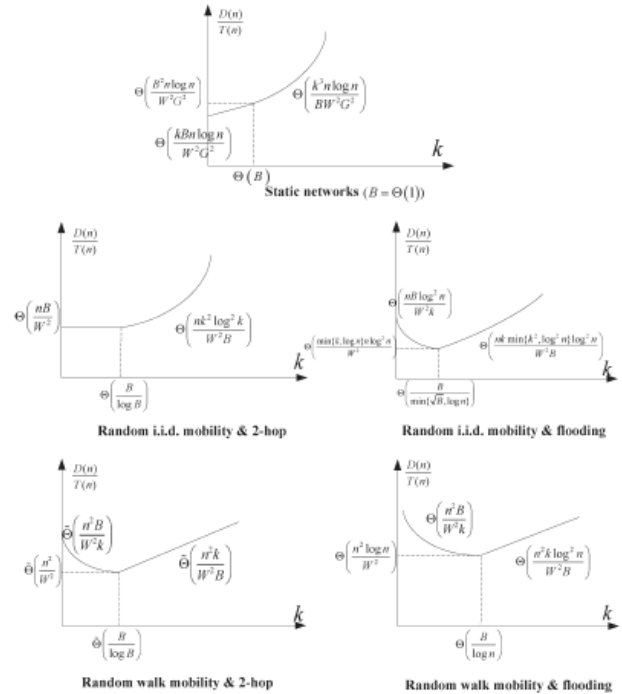 D(n)/T(n)
Θ(B²n log n / W²G²)
Θ(k³n log n / BW²G²)
Θ(kBn log n / W²G²)
k
Θ(B)
Static networks (B = Θ(1))
D(n)/T(n)
D(n)/T(n)
Θ(nB / W²)
Θ(nk² log² k / W²B)
k
Θ(B / log B)
Random i.i.d. mobility & 2-hop
Θ(nB log² n / W²k)
Θ(nk min{k², log² n} log² n / W²B)
k
Θ(B / min{√B, log n})
Random i.i.d. mobility & flooding
D(n)/T(n)
D(n)/T(n)
Θ̃(n²B / W²k)
Θ̃(n² / W²)
Θ̃(n²k / W²B)
k
Θ̃(B / log B)
Random walk mobility & 2-hop
Θ(n²B / W²k)
Θ(n² log n / W²)
Θ(n²k log² n / W²B)
k
Θ(B / log n)
Random walk mobility & flooding